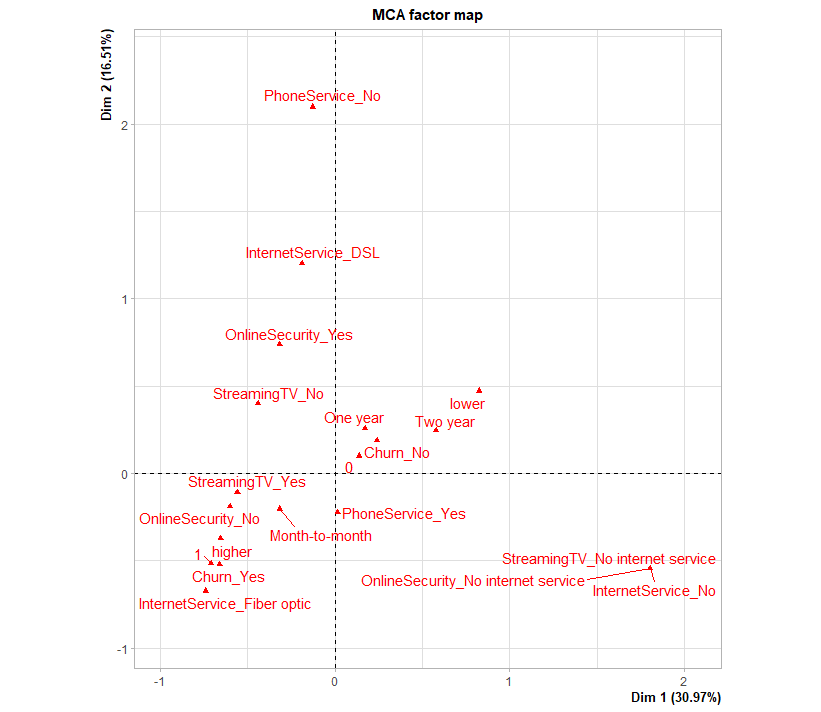 MCA factor map
Dim 2 (16.51%)
PhoneService_No
2
InternetService_DSL
1
OnlineSecurity_Yes
StreamingTV_No
lower
One year
Two year
Churn_No
0
0
StreamingTV_Yes
OnlineSecurity_No
PhoneService_Yes
Month-to-month
higher
1
StreamingTV_No internet service
Churn_Yes
OnlineSecurity_No internet service
InternetService_No
InternetService_Fiber optic
-1
-1
0
1
2
Dim 1 (30.97%)